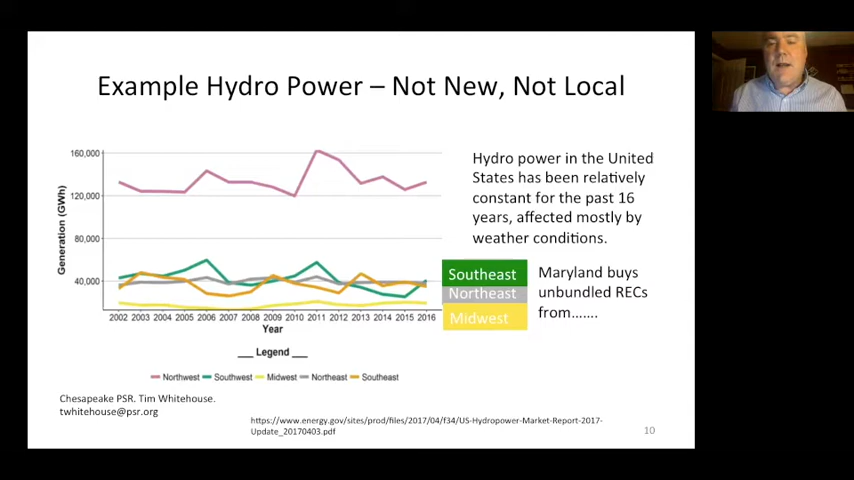 Example Hydro Power – Not New, Not Local
160,000
120,000
80,000
40,000
Generation (GWh)
2002 2003 2004 2005 2006 2007 2008 2009 2010 2011 2012 2013 2014 2015 2016
Year
___ Legend ___
Northwest Southwest Midwest Northeast Southeast
Hydro power in the United
States has been relatively
constant for the past 16
years, affected mostly by
weather conditions.
Southeast
Northeast
Midwest
Maryland buys
unbundled RECs
from…….
Chesapeake PSR. Tim Whitehouse.
twhitehouse@psr.org
https://www.energy.gov/sites/prod/files/2017/04/f34/US-Hydropower-Market-Report-2017-
Update_20170403.pdf
10